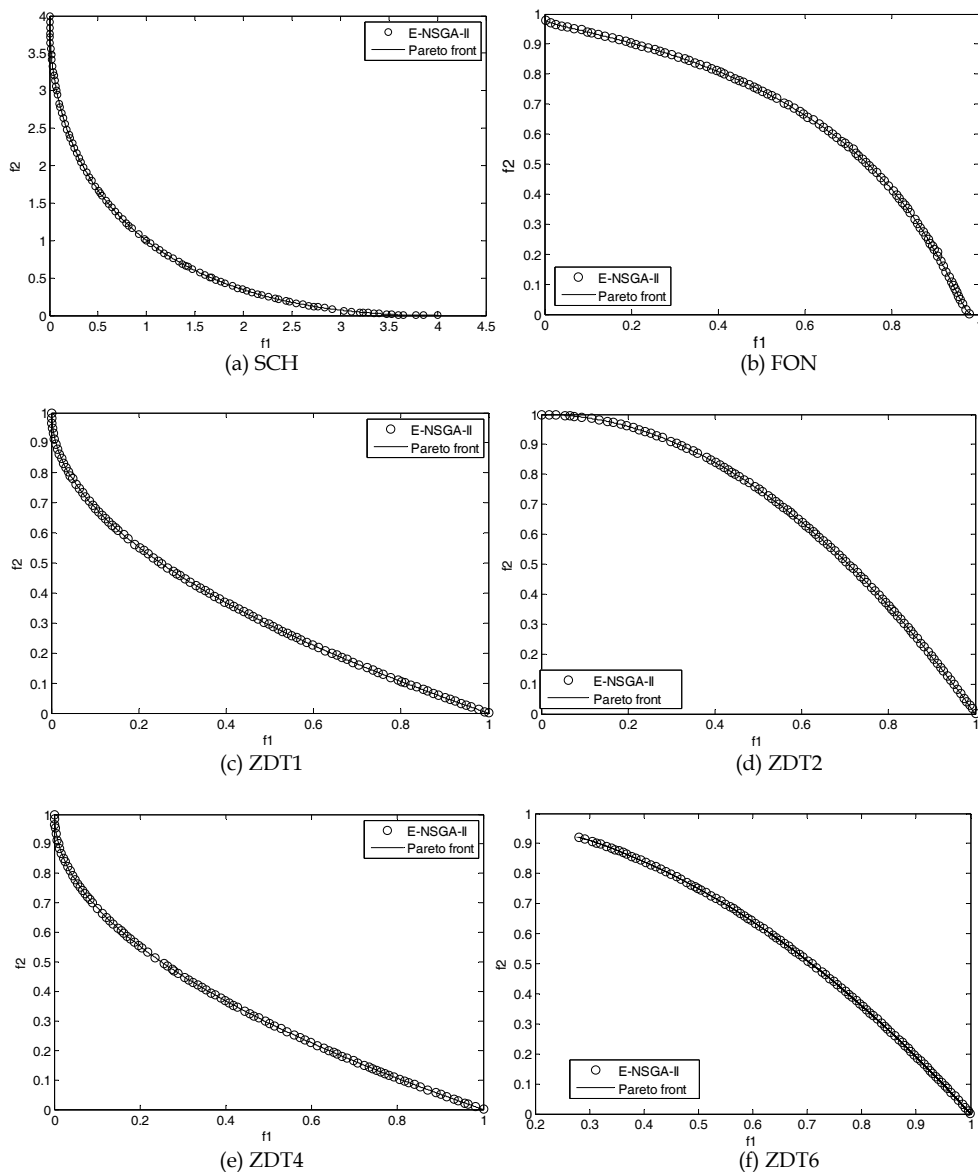 4
3.5
3
2.5
2
1.5
1
0.5
0
f2
0 0.5 1 1.5 2 2.5 3 3.5 4 4.5
f1
E-NSGA-II
Pareto front
(a) SCH
1
0.9
0.8
0.7
0.6
0.5
0.4
0.3
0.2
0.1
0
f2
0 0.2 0.4 0.6 0.8 1
f1
E-NSGA-II
Pareto front
(b) FON
1
0.9
0.8
0.7
0.6
0.5
0.4
0.3
0.2
0.1
0
f2
0 0.2 0.4 0.6 0.8 1
f1
E-NSGA-II
Pareto front
(c) ZDT1
1
0.9
0.8
0.7
0.6
0.5
0.4
0.3
0.2
0.1
0
f2
0 0.2 0.4 0.6 0.8 1
f1
E-NSGA-II
Pareto front
(d) ZDT2
1
0.9
0.8
0.7
0.6
0.5
0.4
0.3
0.2
0.1
0
f2
0 0.2 0.4 0.6 0.8 1
f1
E-NSGA-II
Pareto front
(e) ZDT4
1
0.9
0.8
0.7
0.6
0.5
0.4
0.3
0.2
0.1
0
f2
0.2 0.3 0.4 0.5 0.6 0.7 0.8 0.9 1
f1
E-NSGA-II
Pareto front
(f) ZDT6